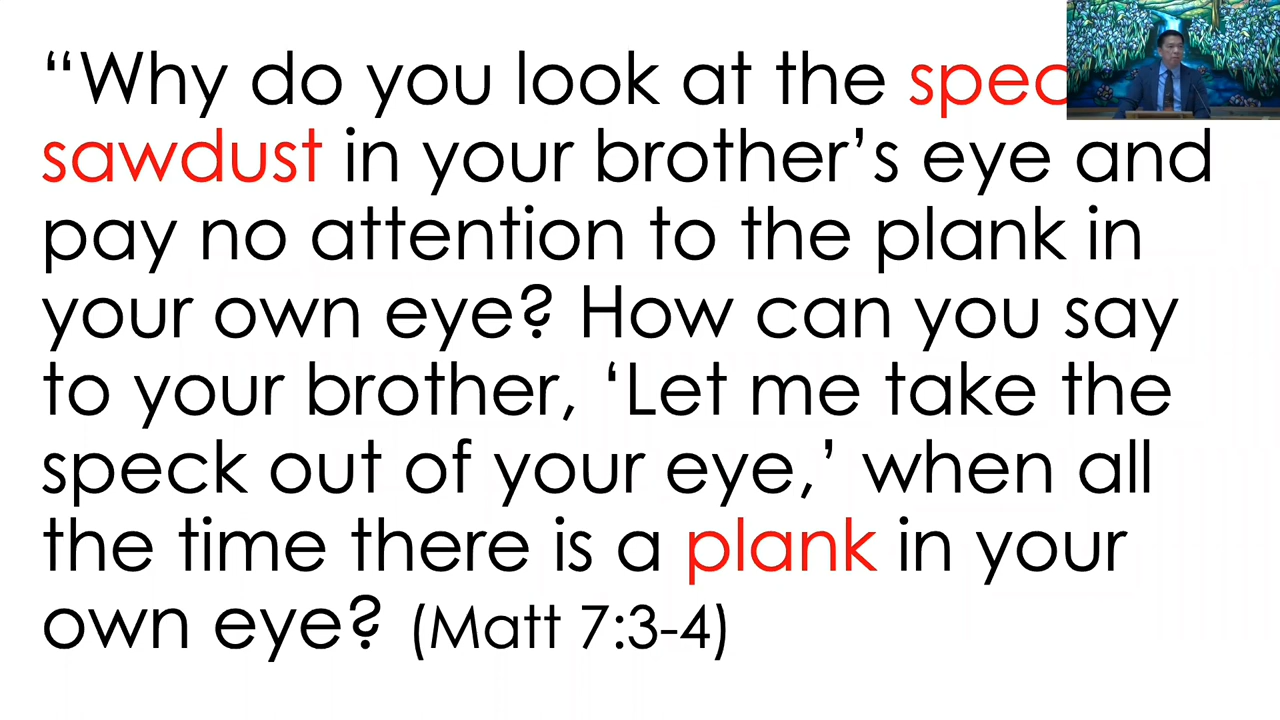 “Why do you look at the
sawdust in your brother’s eye and
pay no attention to the plank in
your own eye? How can you say
to your brother, ‘Let me take the
speck out of your eye,’ when all
the time there is a plank in your
own eye? (Matt 7:3-4)